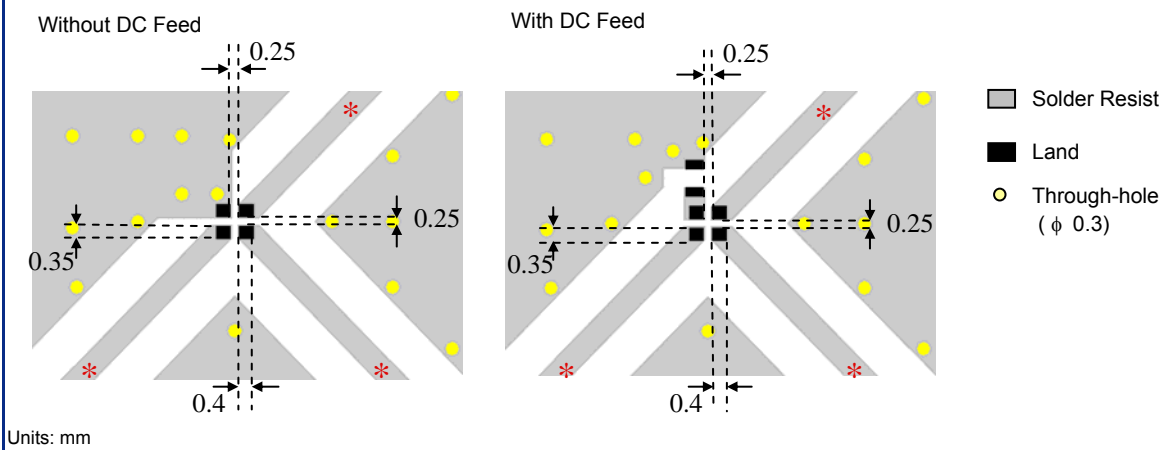 Without DC Feed
0.25
*
0.25
0.35
*
*
0.4
With DC Feed
0.25
*
0.25
0.35
*
*
0.4
Solder Resist
Land
Through-hole
( ϕ 0.3)
Units: mm